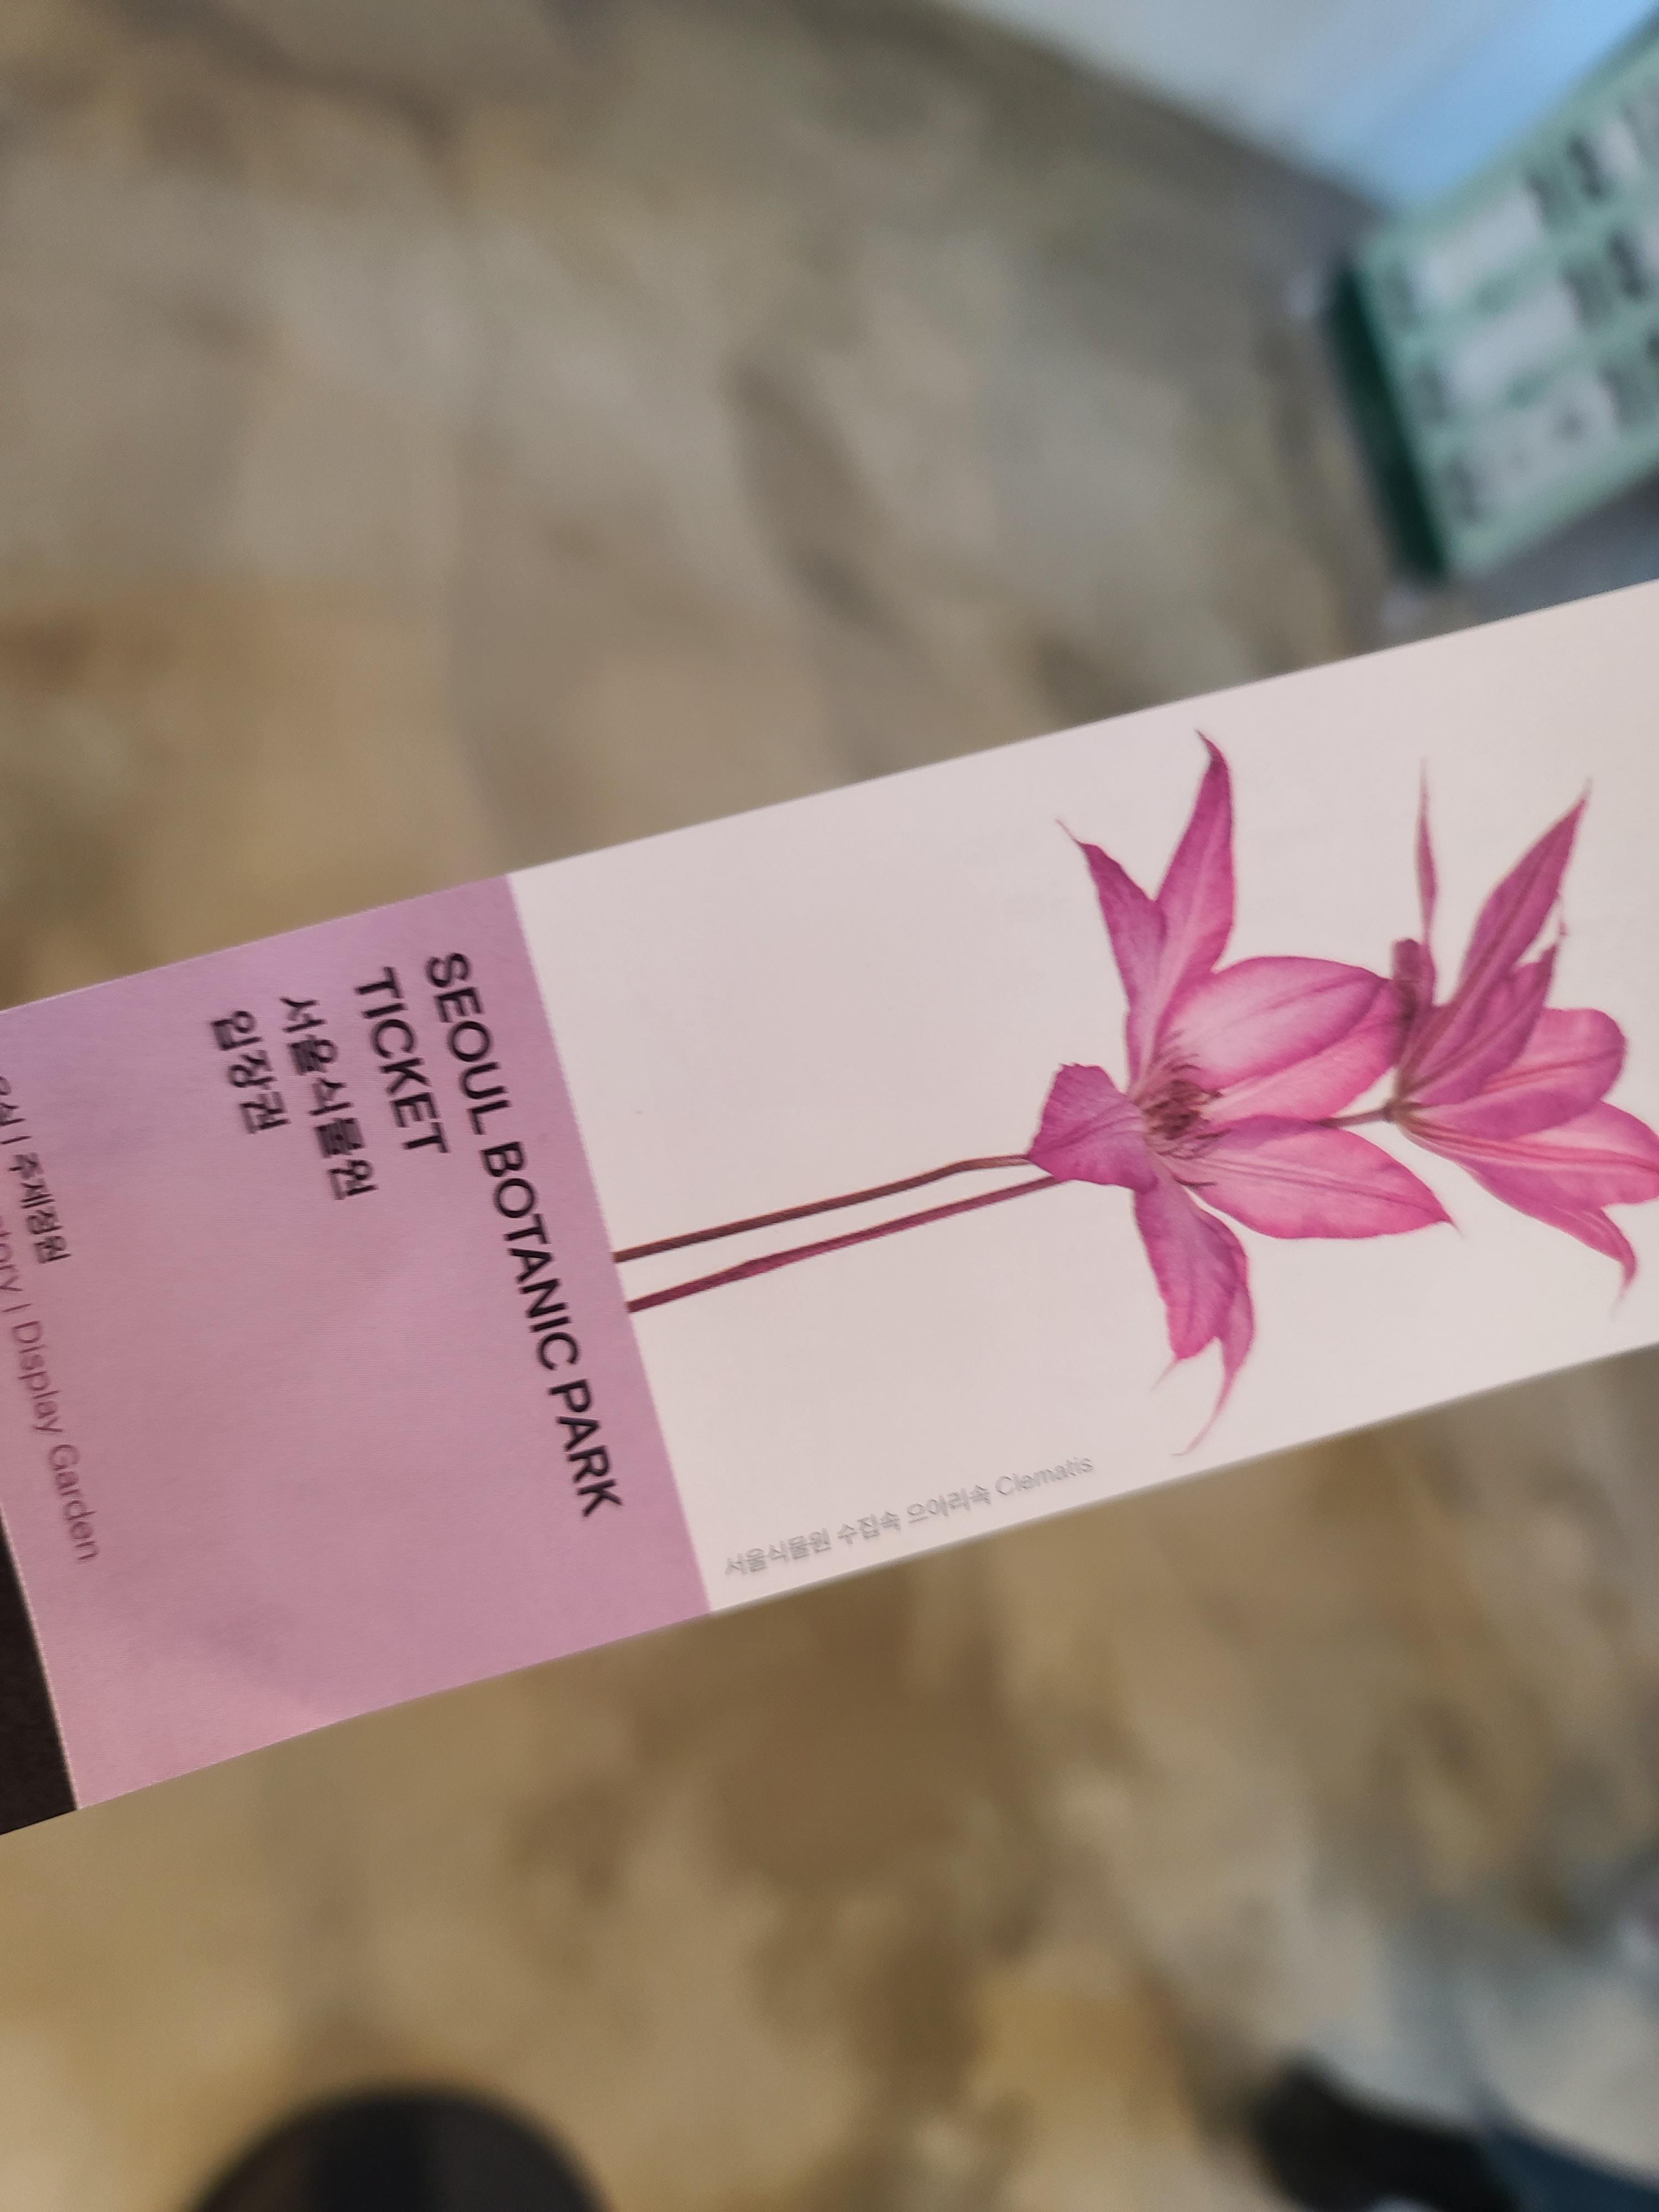 SEOUL BOTANIC PARK
TICKET
서울식물원
입장권
주제정원
Display Garden
서울식물원 수집속 으아리속 Clematis